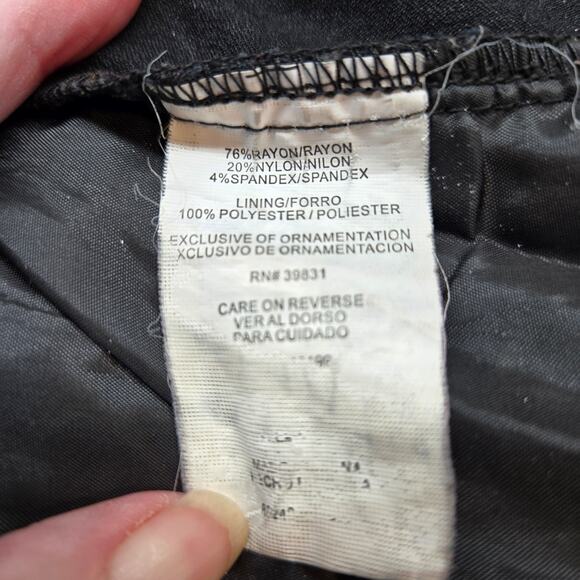 76%RAYON/RAYON
20%NYLON/NILON
4%SPANDEX/SPANDEX
LINING/FORRO
100% POLYESTER / POLIESTER
EXCLUSIVE OF ORNAMENTATION
XCLUSIVO DE ORNAMENTACION
RN# 39831
CARE ON REVERSE
VER AL DORSO
PARA CUIDADO